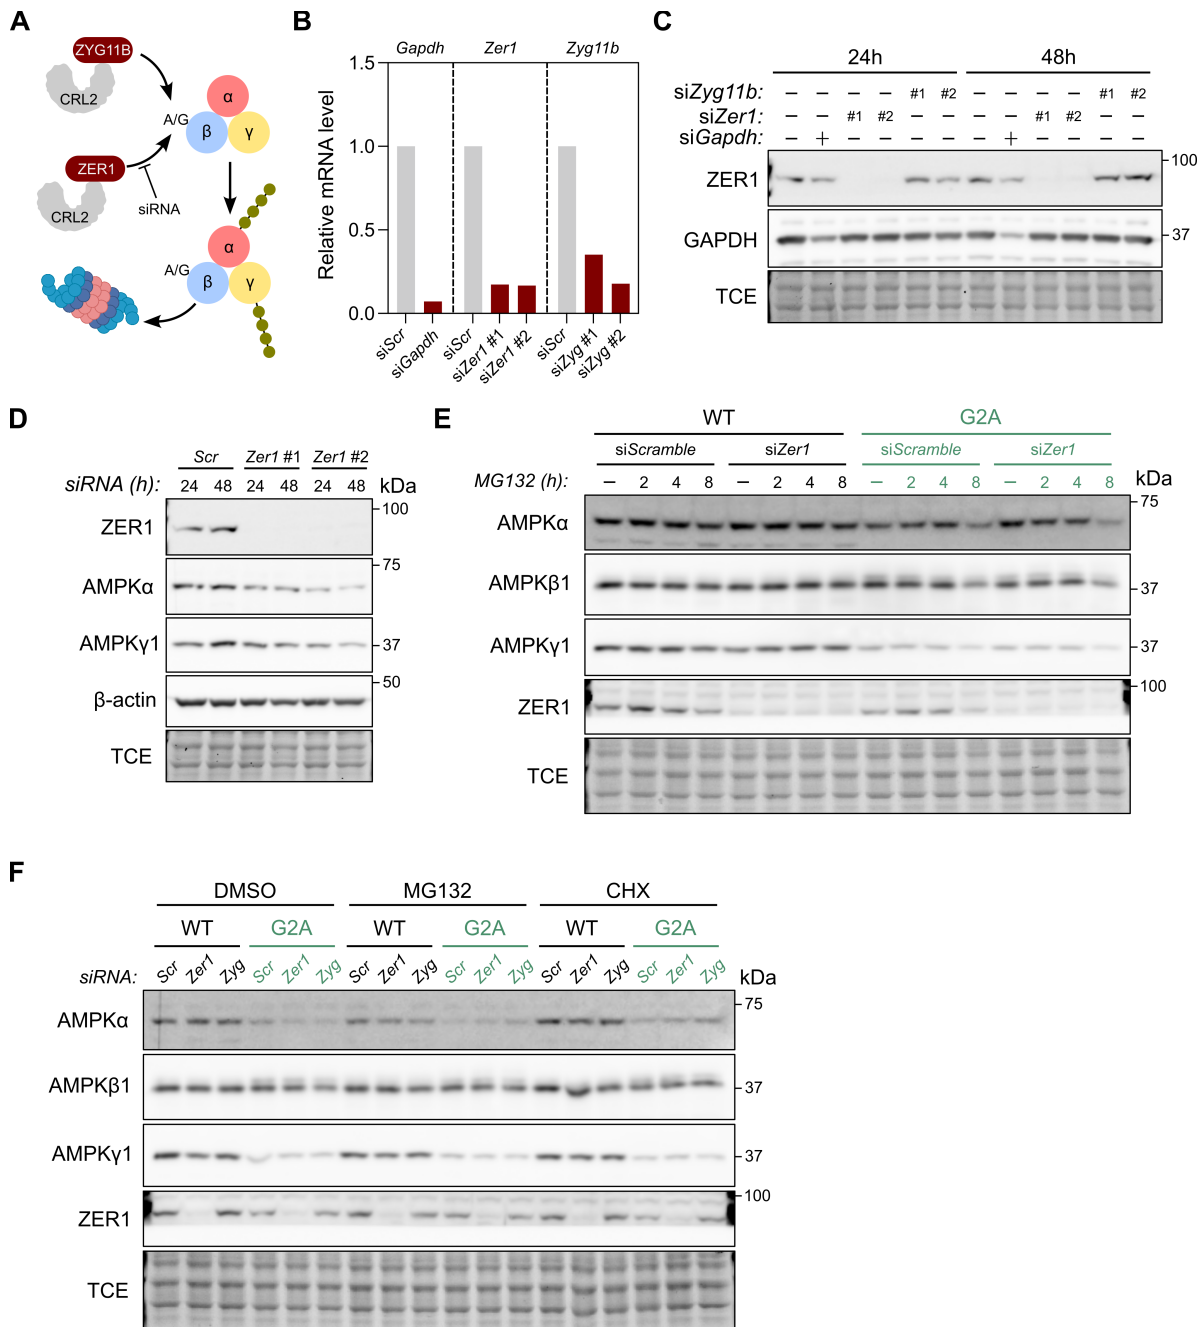 A
ZYG11B
CRL2
A/G
α
β
γ
ZER1
CRL2
siRNA
A/G
α
β
γ
B
Gapdh
Zer1
Zyg11b
Relative mRNA level
1.5
1.0
0.5
0.0
siScr
siGapdh
siScr
siZer1 #1
siZer1 #2
siScr
siZyg #1
siZyg #2
C
24h 48h
siZyg11b: – – – – #1 #2 – – – – #1 #2
siZer1: – – #1 #2 – – – – #1 #2 – –
siGapdh: – + – – – – – + – – – –
ZER1 100
GAPDH 37
TCE
D
Scr Zer1 #1 Zer1 #2
siRNA (h): 24 48 24 48 24 48 kDa
ZER1 100
AMPKα 75
AMPKγ1 37
β-actin 50
TCE
E
WT G2A
siScramble siZer1 siScramble siZer1
MG132 (h): – 2 4 8 – 2 4 8 – 2 4 8 – 2 4 8 kDa
AMPKα 75
AMPKβ1 37
AMPKγ1 37
ZER1 100
TCE
F
DMSO MG132 CHX
WT G2A WT G2A WT G2A
siRNA: Scr Zer1 Zyg Scr Zer1 Zyg Scr Zer1 Zyg Scr Zer1 Zyg Scr Zer1 Zyg Scr Zer1 Zyg kDa
AMPKα 75
AMPKβ1 37
AMPKγ1 37
ZER1 100
TCE